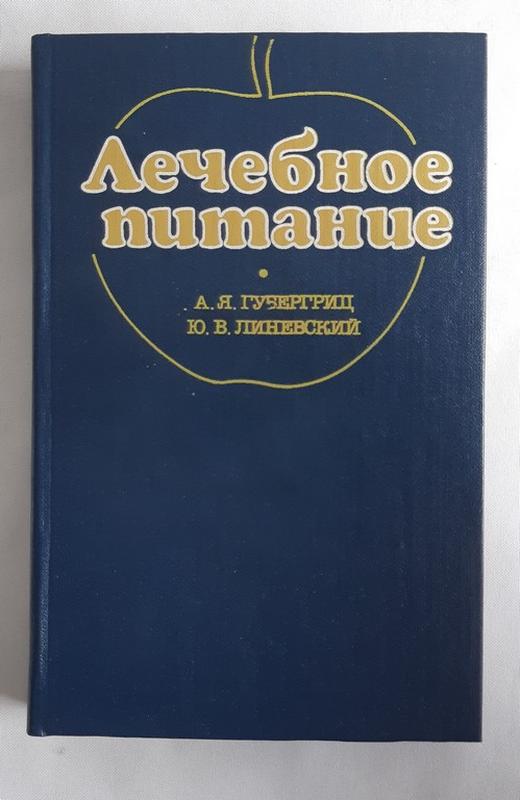 Лечебное
питание
А. Я. ГУБЕРГРИЦ
Ю. В. ЛИНЕВСКИЙ